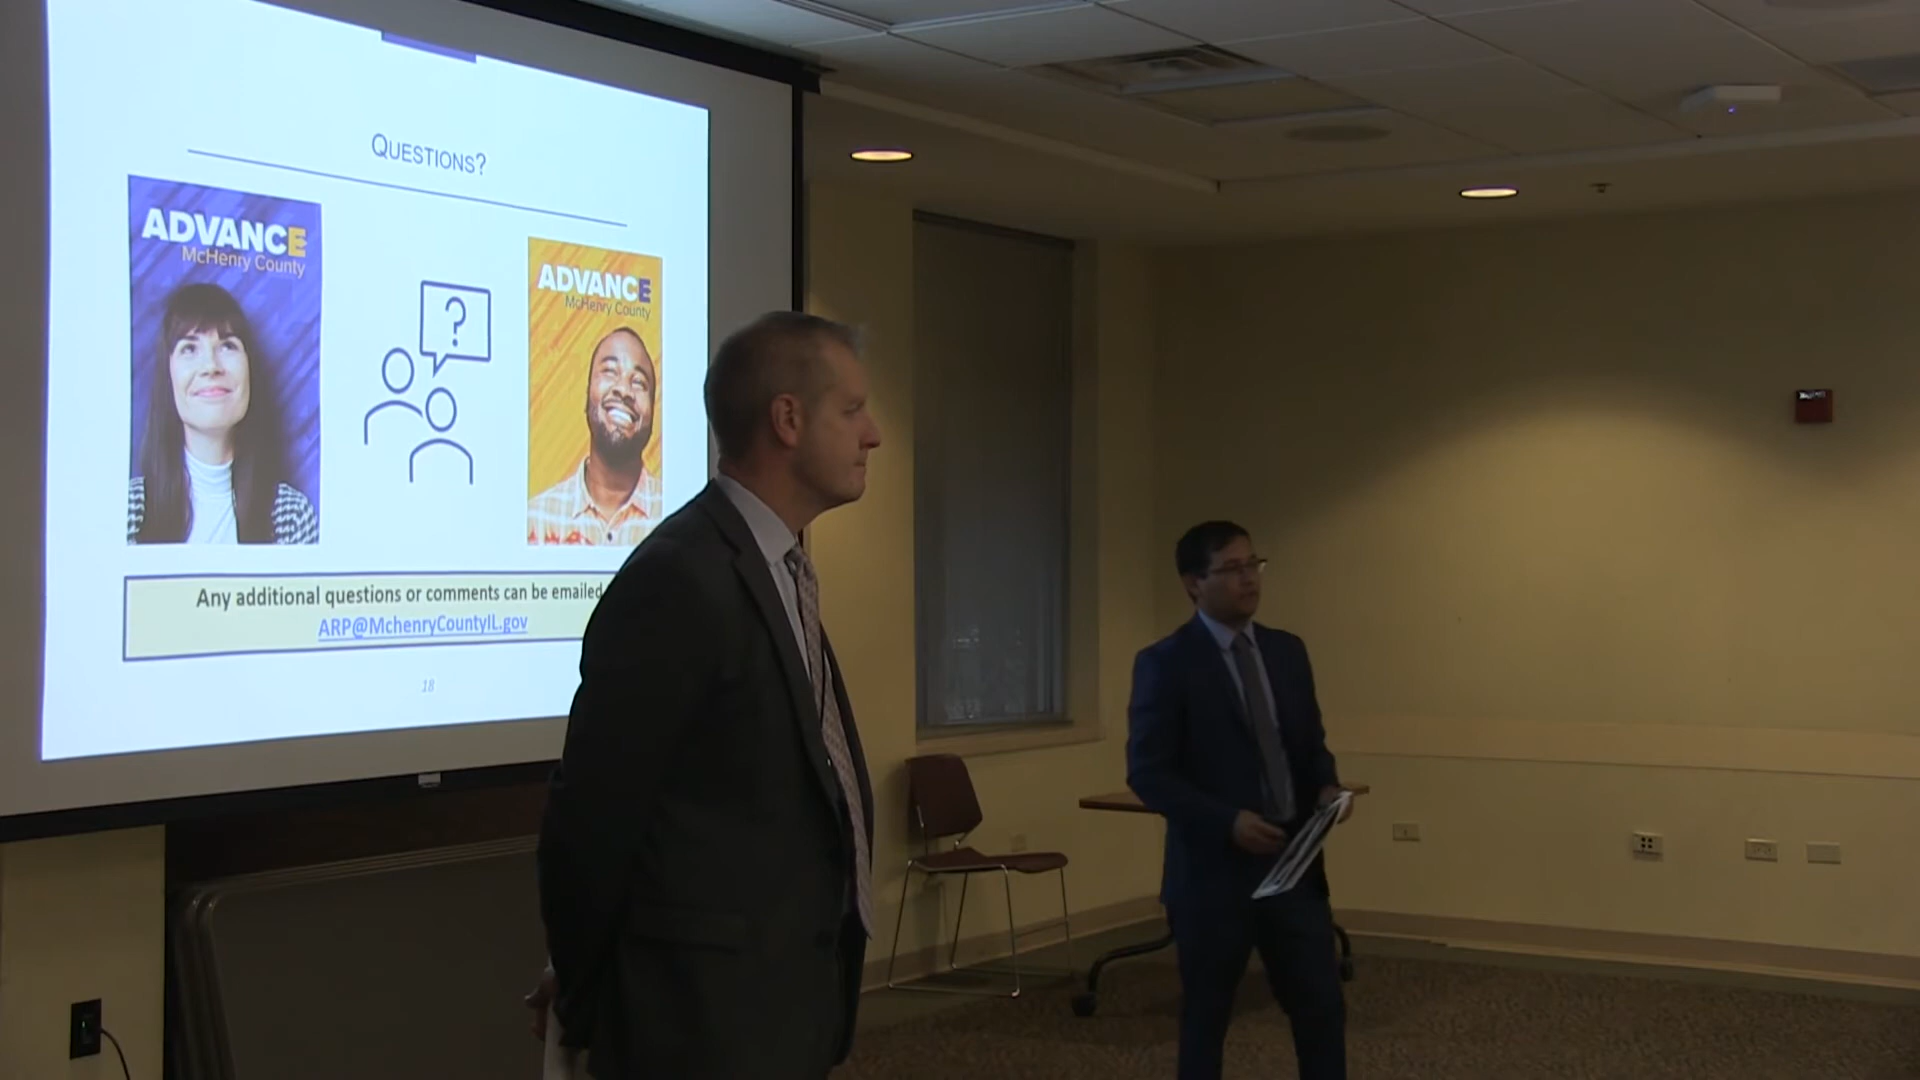 QUESTIONS?
ADVANCE
McHenry County
?
ADVANCE
McHenry County
Any additional questions or comments can be emailed
ARP@MchenryCountyIL.gov
18